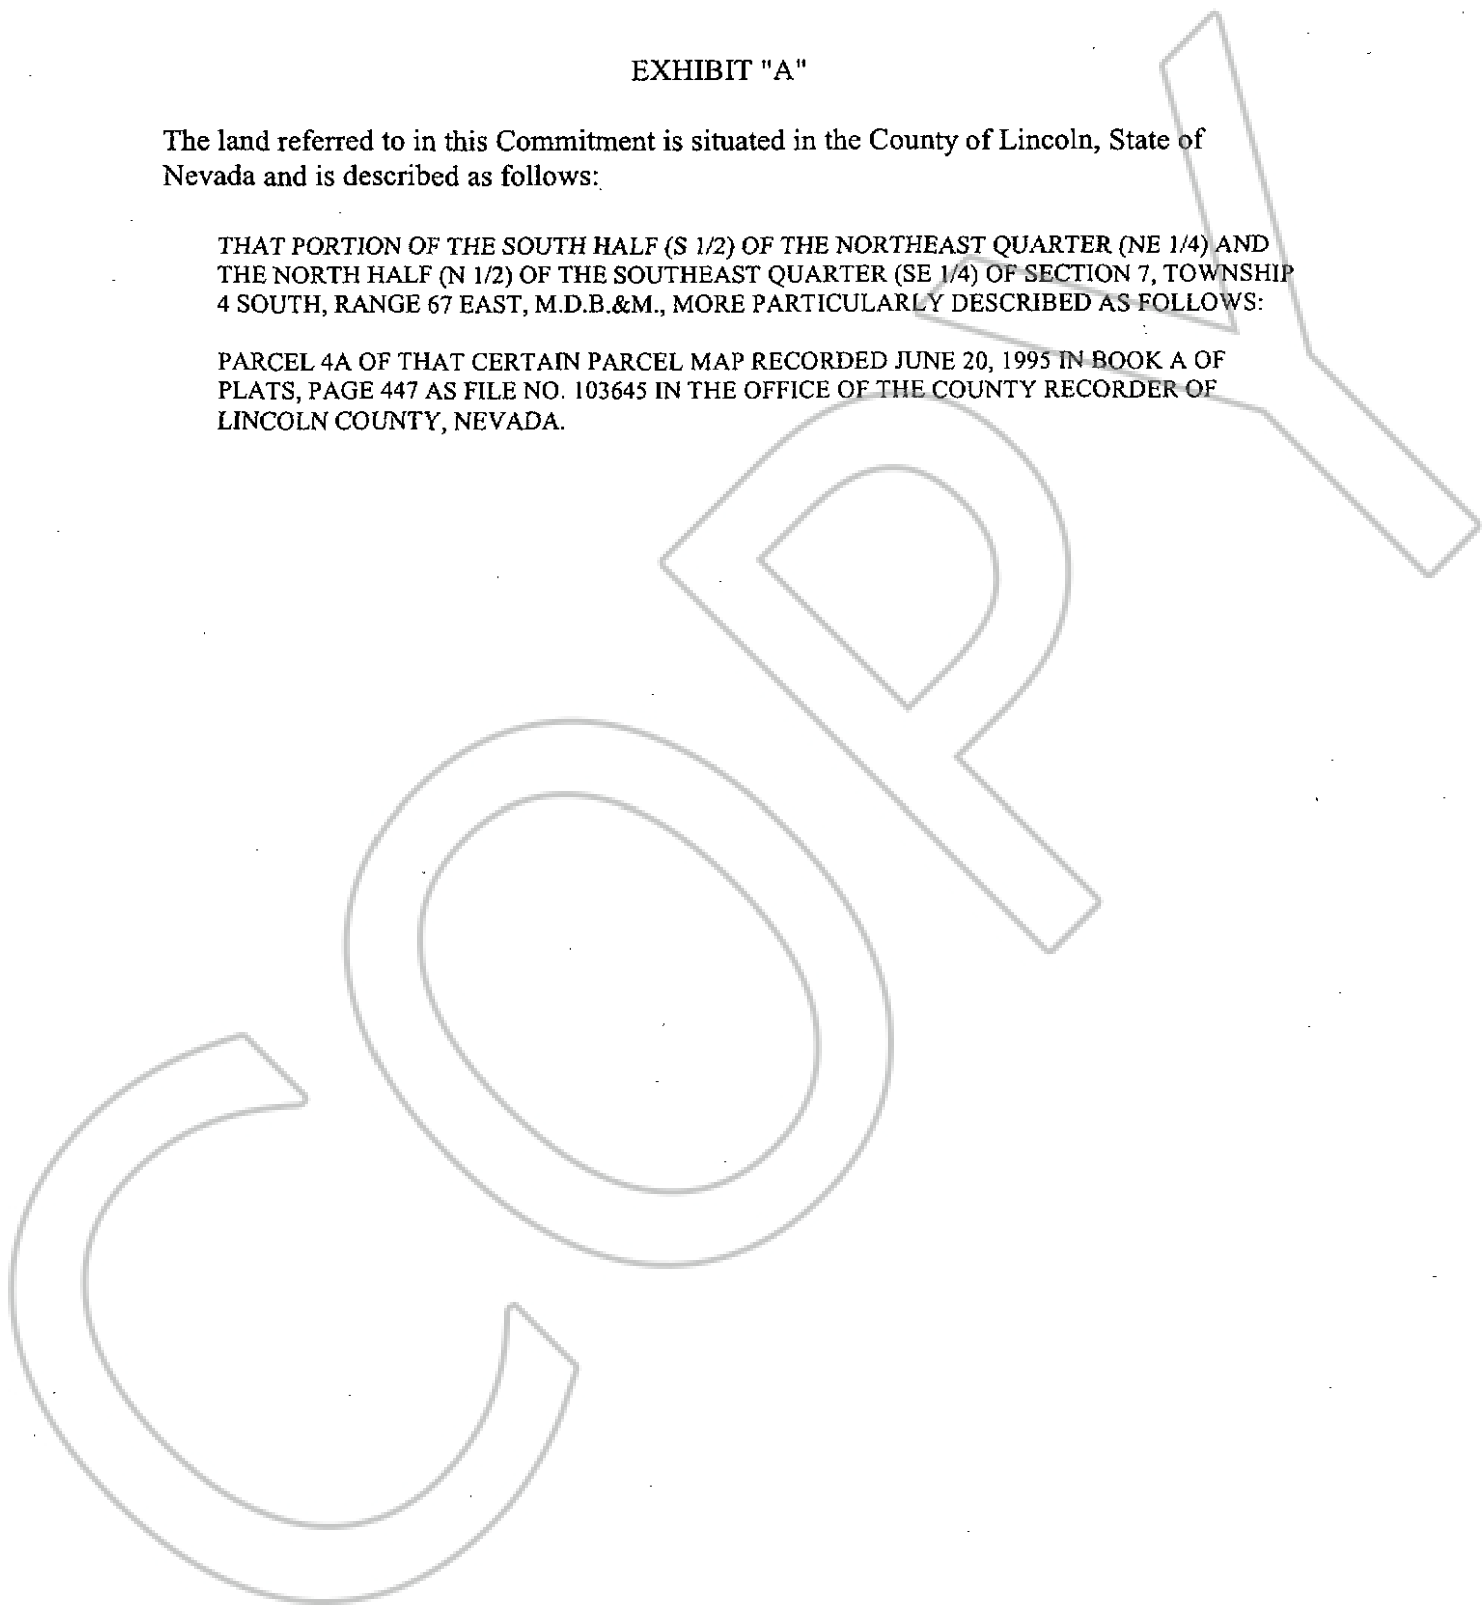 EXHIBIT "A"
The land referred to in this Commitment is situated in the County of Lincoln, State of
Nevada and is described as follows:
THAT PORTION OF THE SOUTH HALF (S 1/2) OF THE NORTHEAST QUARTER (NE 1/4) AND
THE NORTH HALF (N 1/2) OF THE SOUTHEAST QUARTER (SE 1/4) OF SECTION 7, TOWNSHIP
4 SOUTH, RANGE 67 EAST, M.D.B.&M., MORE PARTICULARLY DESCRIBED AS FOLLOWS:
PARCEL 4A OF THAT CERTAIN PARCEL MAP RECORDED JUNE 20, 1995 IN BOOK A OF
PLATS, PAGE 447 AS FILE NO. 103645 IN THE OFFICE OF THE COUNTY RECORDER OF
LINCOLN COUNTY, NEVADA.
COPY